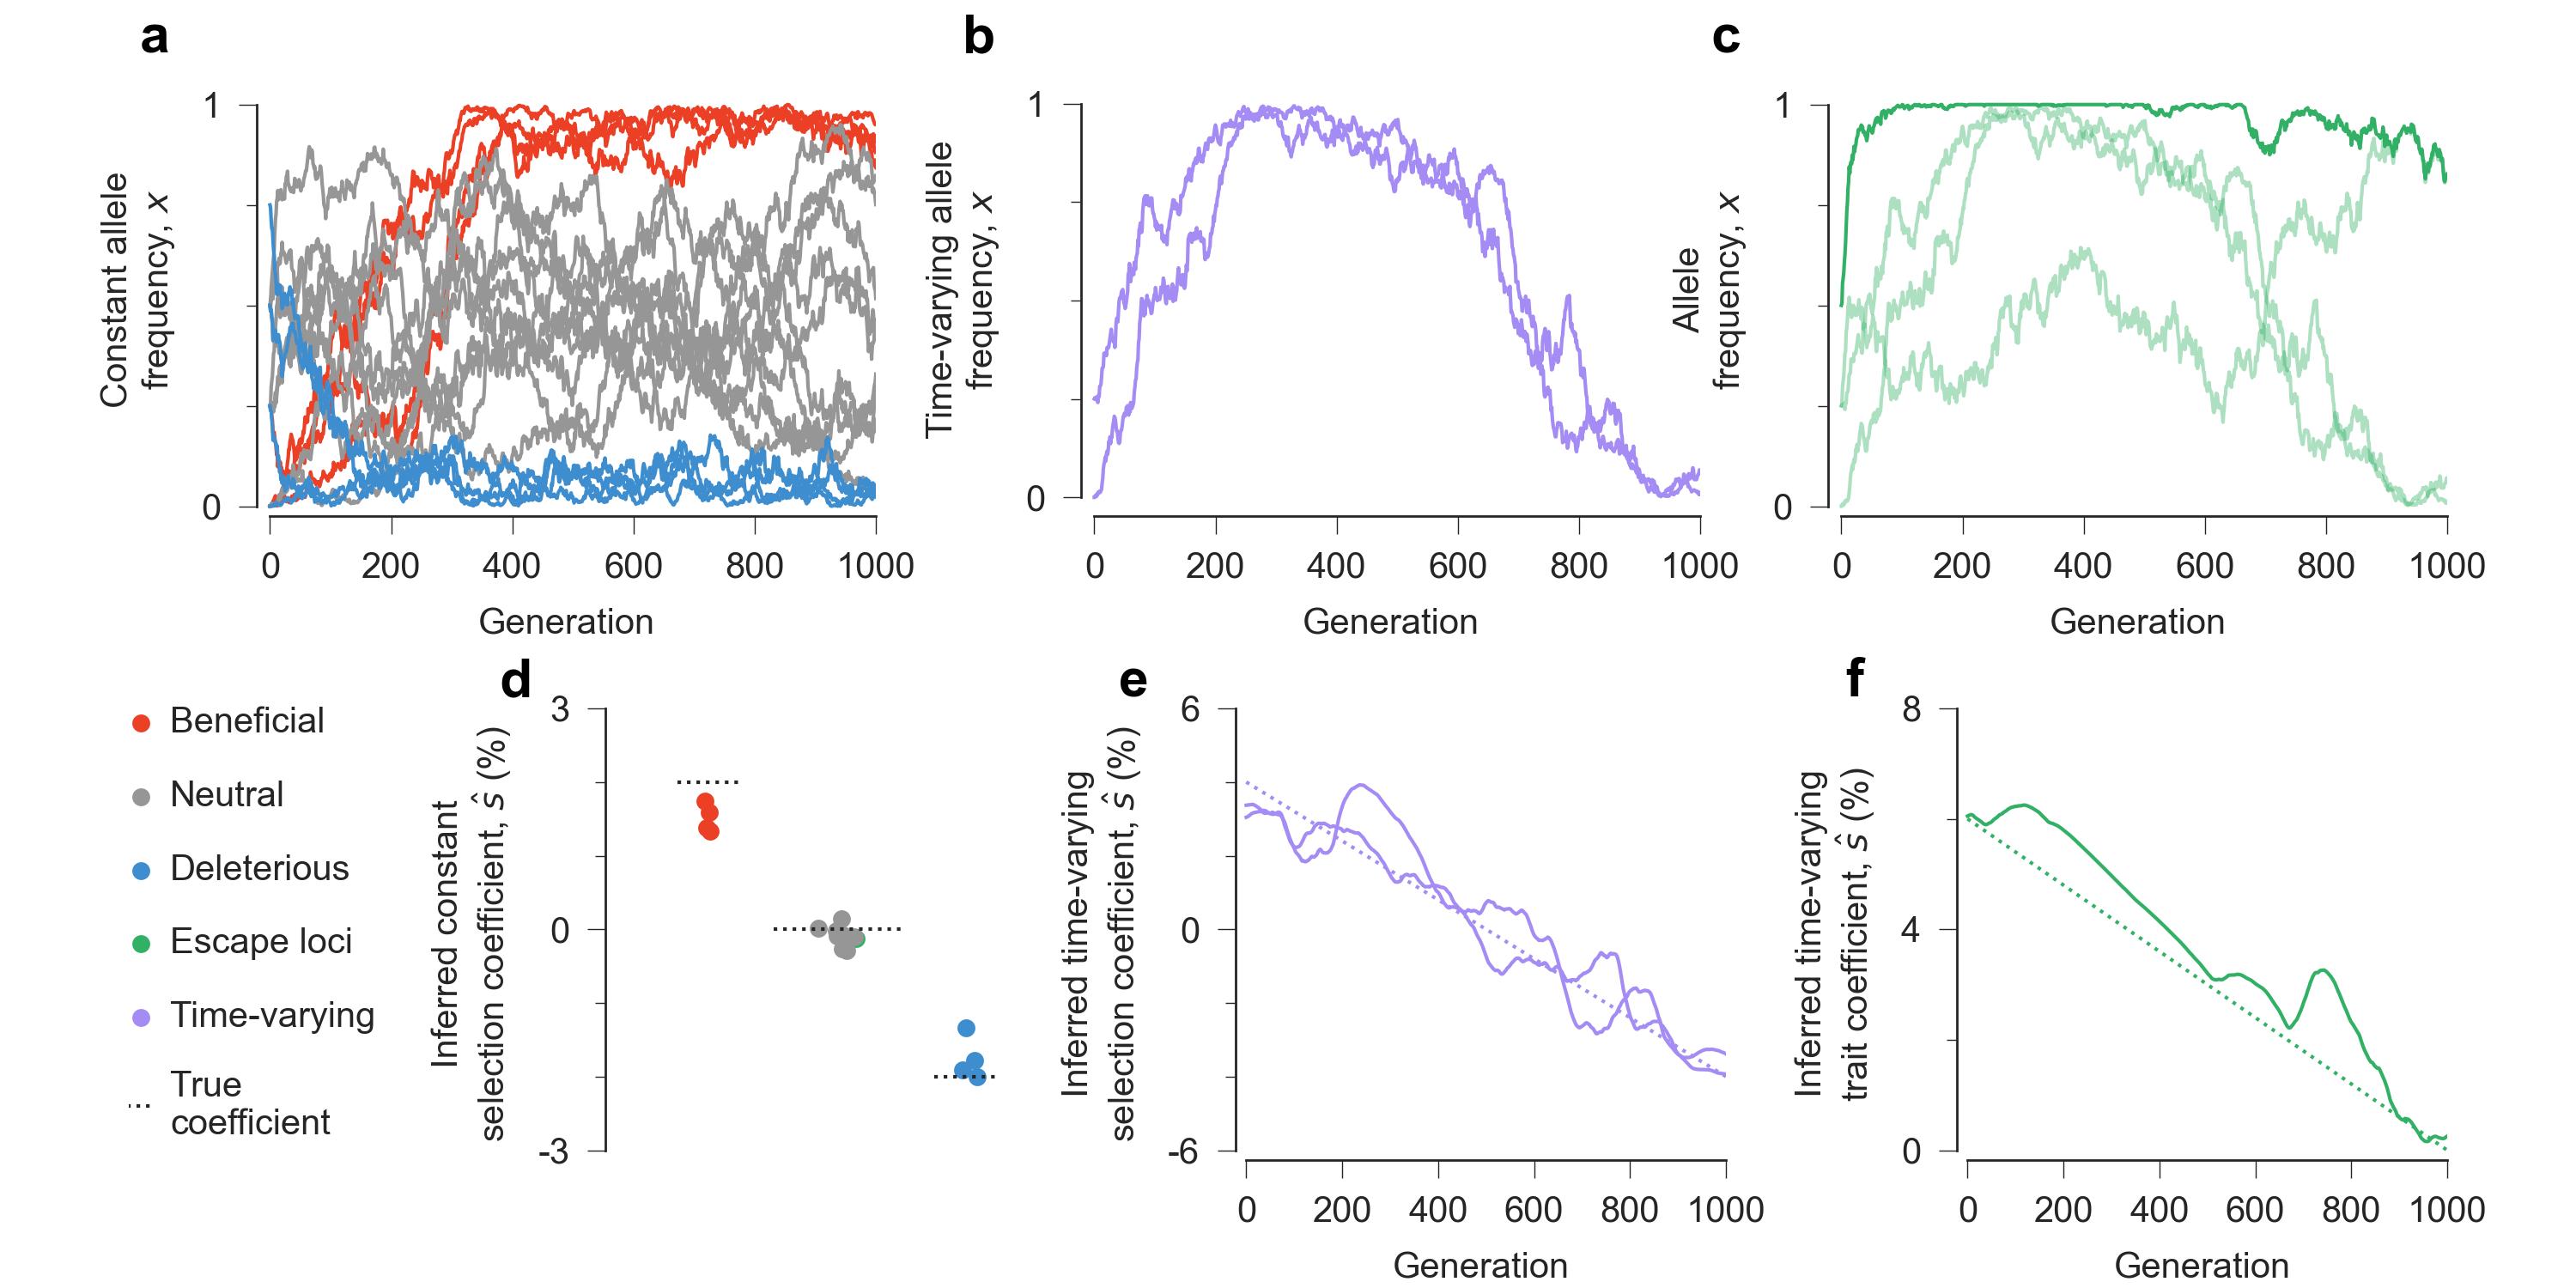 a
Constant allele
frequency, x
1
0
0 200 400 600 800 1000
Generation
b
Time-varying allele
frequency, x
1
0
0 200 400 600 800 1000
Generation
c
Allele
frequency, x
1
0
0 200 400 600 800 1000
Generation
Beneficial
Neutral
Deleterious
Escape loci
Time-varying
True
coefficient
d
Inferred constant
selection coefficient, ŝ (%)
3
0
-3
e
Inferred time-varying
selection coefficient, ŝ (%)
6
0
-6
0 200 400 600 800 1000
Generation
f
Inferred time-varying
trait coefficient, ŝ (%)
8
4
0
0 200 400 600 800 1000
Generation